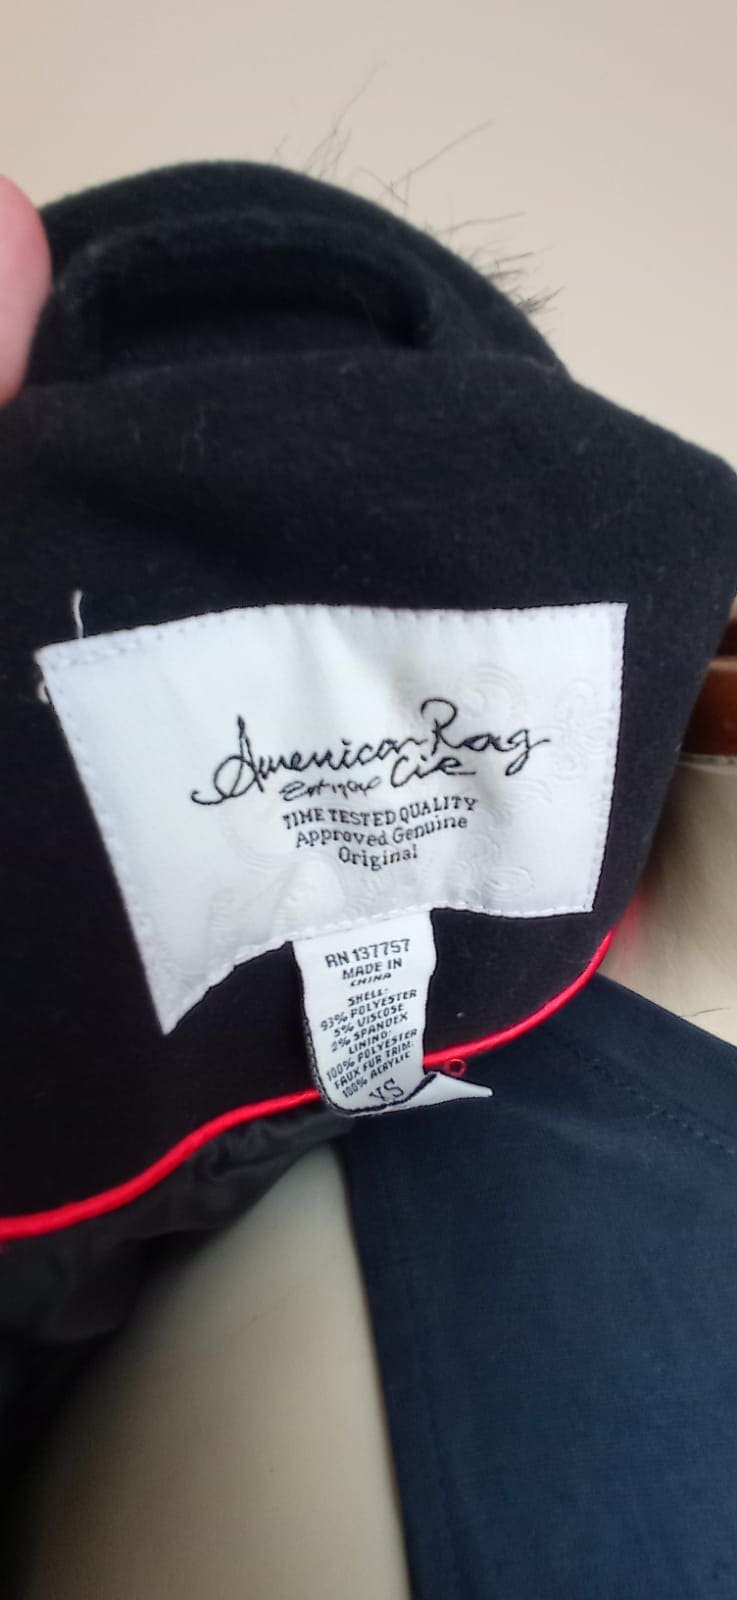 American Rag
Cie
TIME TESTED QUALITY
Approved Genuine
Original
RN 137757
MADE IN
CHINA
SHELL:
93% POLYESTER
5% VISCOSE
2% SPANDEX
LINING:
100% POLYESTER
FAUX FUR TRIM:
100% ACRYLIC
XS